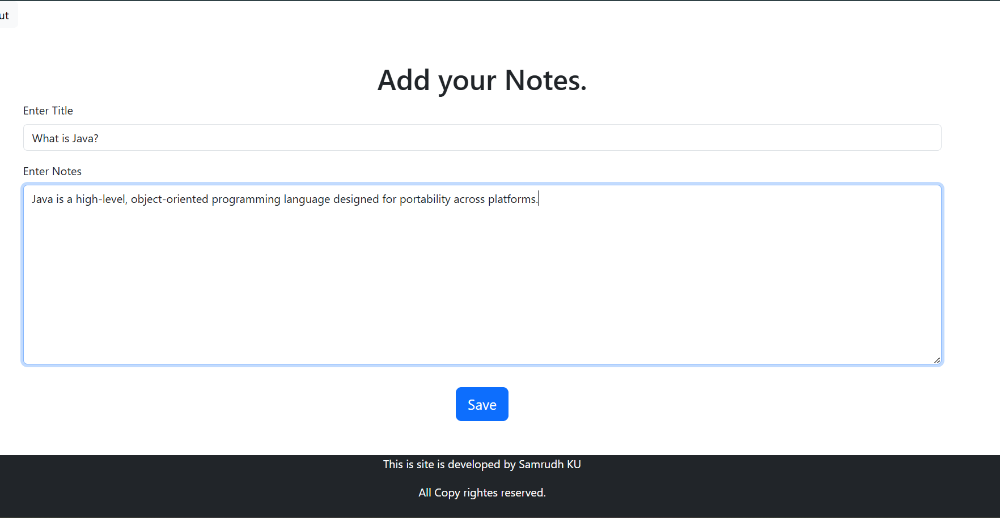 ut
Add your Notes.
Enter Title
What is Java?
Enter Notes
Java is a high-level, object-oriented programming language designed for portability across platforms.
Save
This is site is developed by Samrudh KU
All Copy rightes reserved.